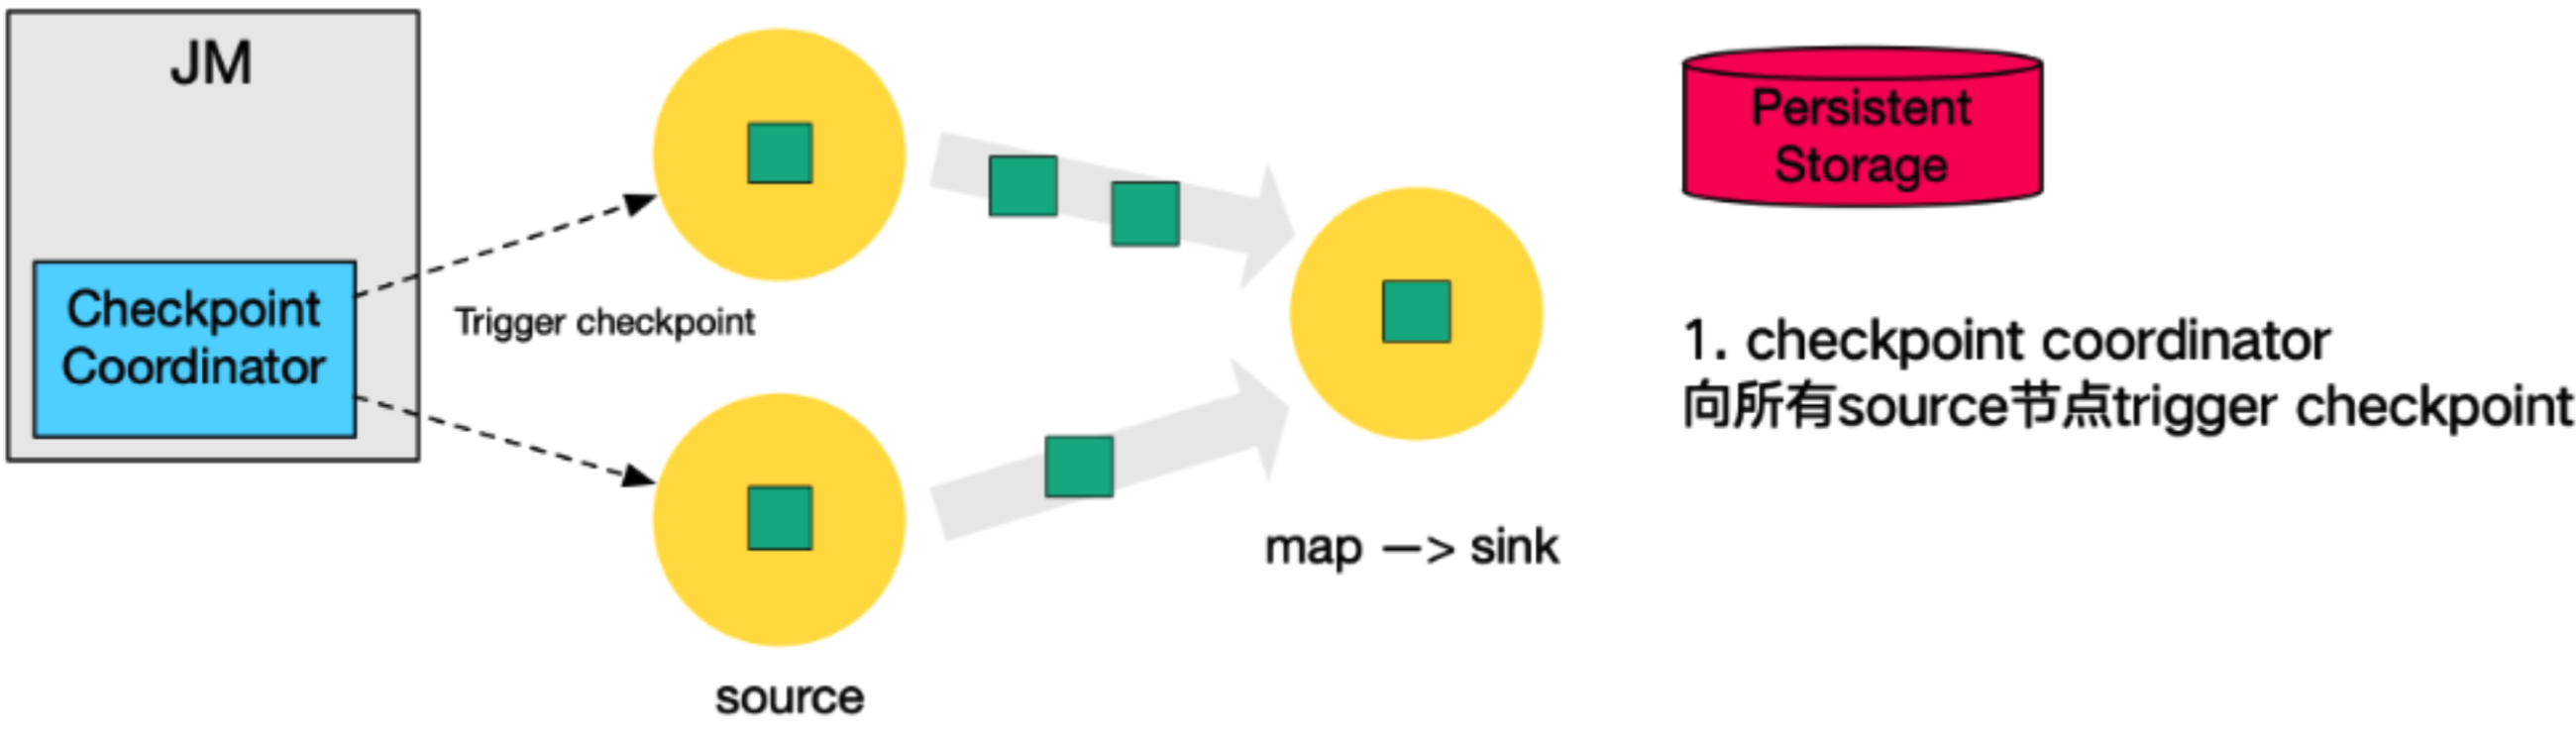 JM
Checkpoint
Coordinator
Trigger checkpoint
source
map —> sink
Persistent
Storage
1. checkpoint coordinator
向所有source节点trigger checkpoint